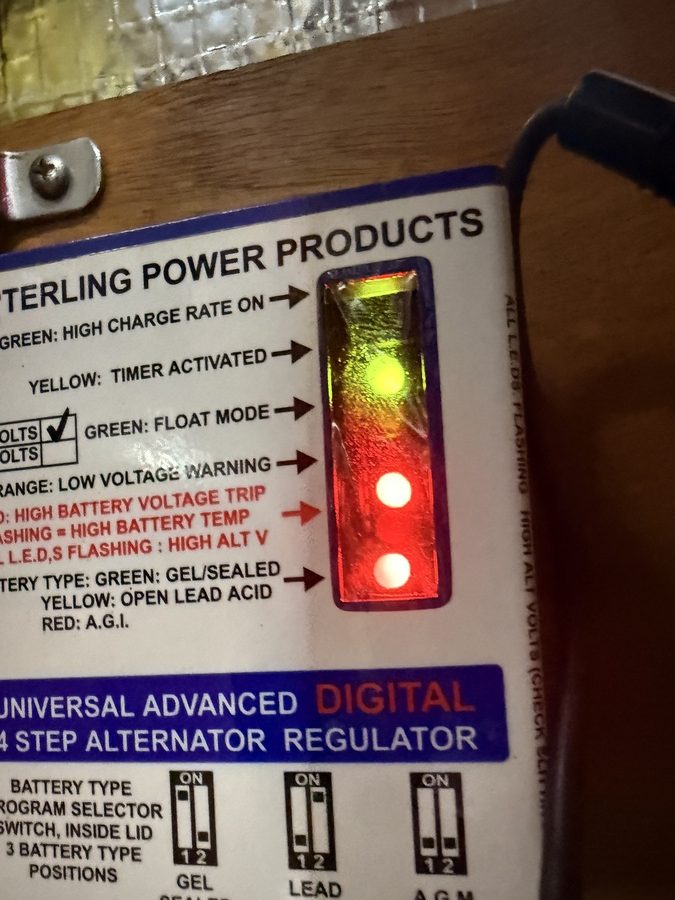 STERLING POWER PRODUCTS
GREEN: HIGH CHARGE RATE ON
YELLOW: TIMER ACTIVATED
OLTS ✓ GREEN: FLOAT MODE
OLTS
RANGE: LOW VOLTAGE WARNING
D: HIGH BATTERY VOLTAGE TRIP
ASHING = HIGH BATTERY TEMP
L L.E.D,S FLASHING : HIGH ALT V
TERY TYPE: GREEN: GEL/SEALED
YELLOW: OPEN LEAD ACID
RED: A.G.I.
UNIVERSAL ADVANCED DIGITAL
4 STEP ALTERNATOR REGULATOR
BATTERY TYPE
ROGRAM SELECTOR
SWITCH, INSIDE LID
3 BATTERY TYPE
POSITIONS
ON
1 2
GEL
SEALED
ON
1 2
LEAD
ON
1 2
A G M
ALL L.E.D.S. FLASHING HIGH ALT VOLTS (CHECK